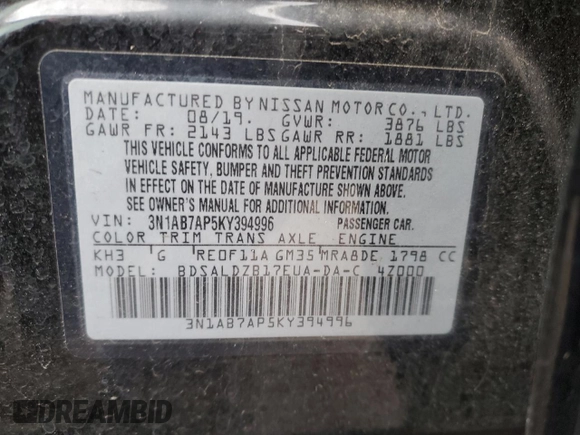 MANUFACTURED BY NISSAN MOTOR CO., LTD.
DATE: 08/19. GVWR: 3876 LBS
GAWR FR: 2143 LBS GAWR RR: 1881 LBS
THIS VEHICLE CONFORMS TO ALL APPLICABLE FEDERAL MOTOR
VEHICLE SAFETY, BUMPER AND THEFT PREVENTION STANDARDS
IN EFFECT ON THE DATE OF MANUFACTURE SHOWN ABOVE.
SEE OWNER'S MANUAL FOR ADDITIONAL INFORMATION.
VIN: 3N1AB7AP5KY394996 PASSENGER CAR.
COLOR TRIM TRANS AXLE ENGINE
KH3 G RE0F11A GM35 MRA8DE 1798 CC
MODEL: BDSALDZB17EUA-DA-C 4Z000
3N1AB7AP5KY394996
DREAMBID